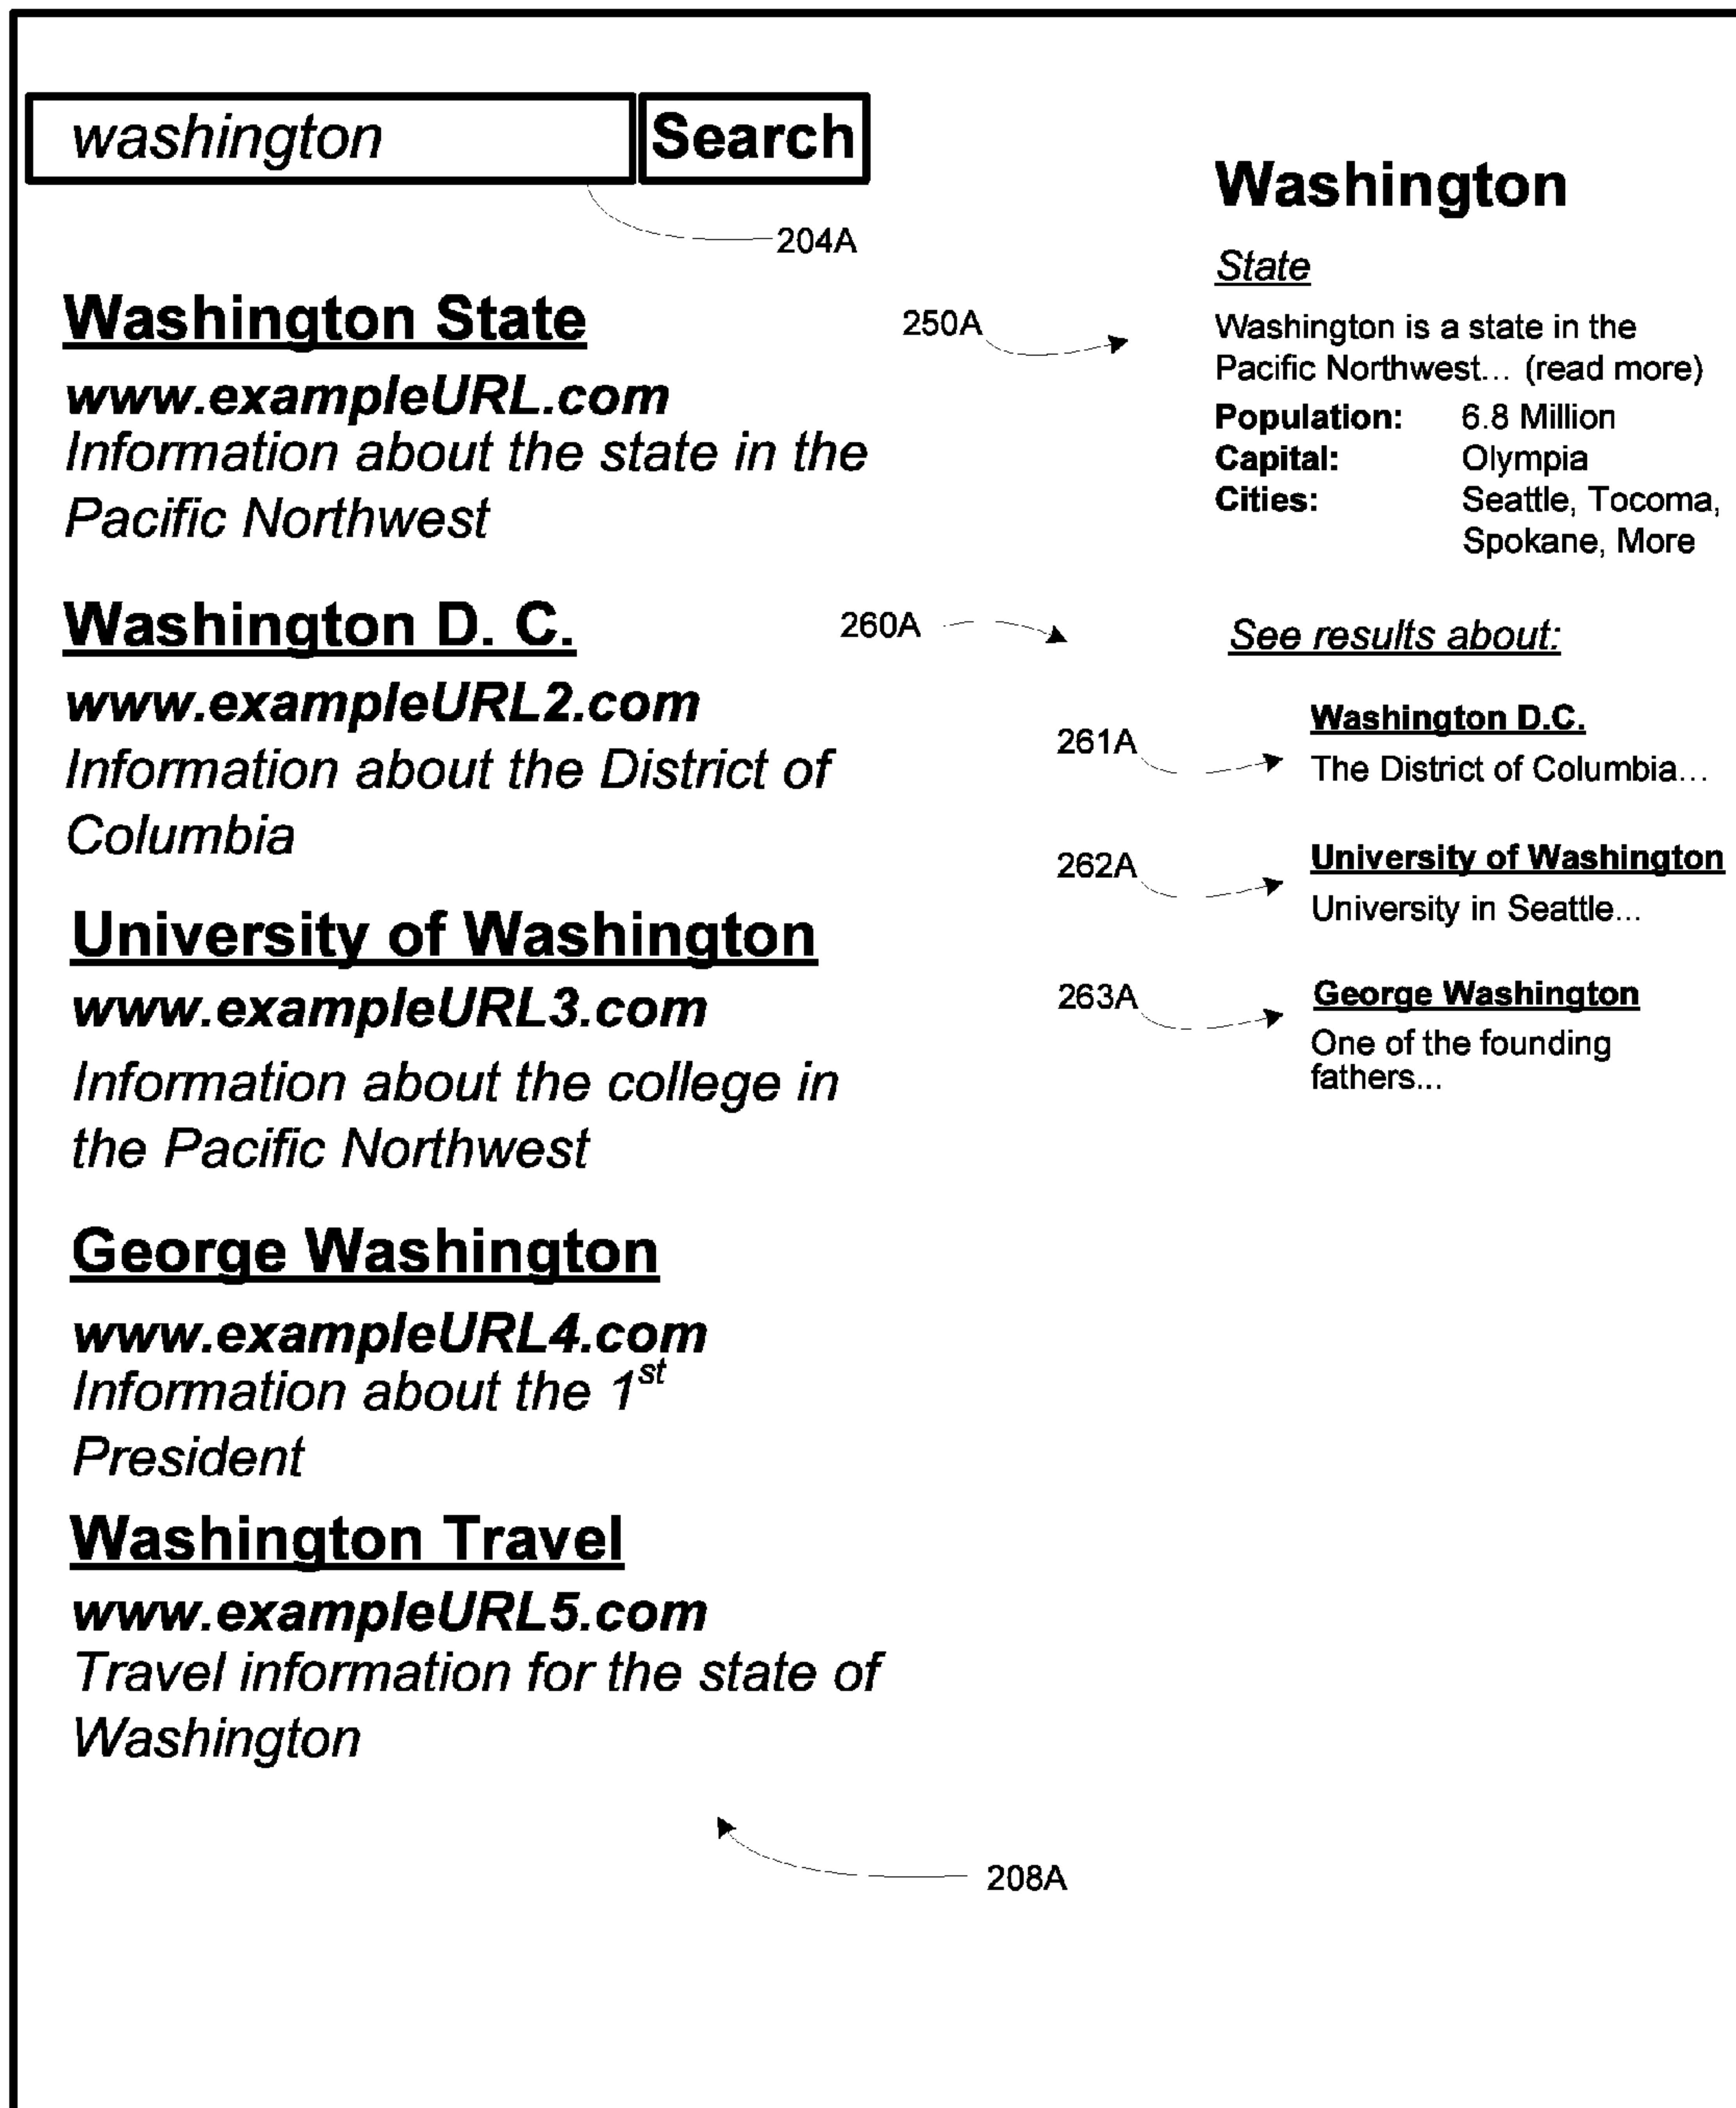 washington Search
204A
Washington State
www.exampleURL.com
Information about the state in the
Pacific Northwest
Washington D. C.
www.exampleURL2.com
Information about the District of
Columbia
University of Washington
www.exampleURL3.com
Information about the college in
the Pacific Northwest
George Washington
www.exampleURL4.com
Information about the 1st
President
Washington Travel
www.exampleURL5.com
Travel information for the state of
Washington
208A
Washington
State
250A
Washington is a state in the
Pacific Northwest... (read more)
Population: 6.8 Million
Capital: Olympia
Cities: Seattle, Tocoma,
Spokane, More
260A
See results about:
261A
Washington D.C.
The District of Columbia...
262A
University of Washington
University in Seattle...
263A
George Washington
One of the founding
fathers...